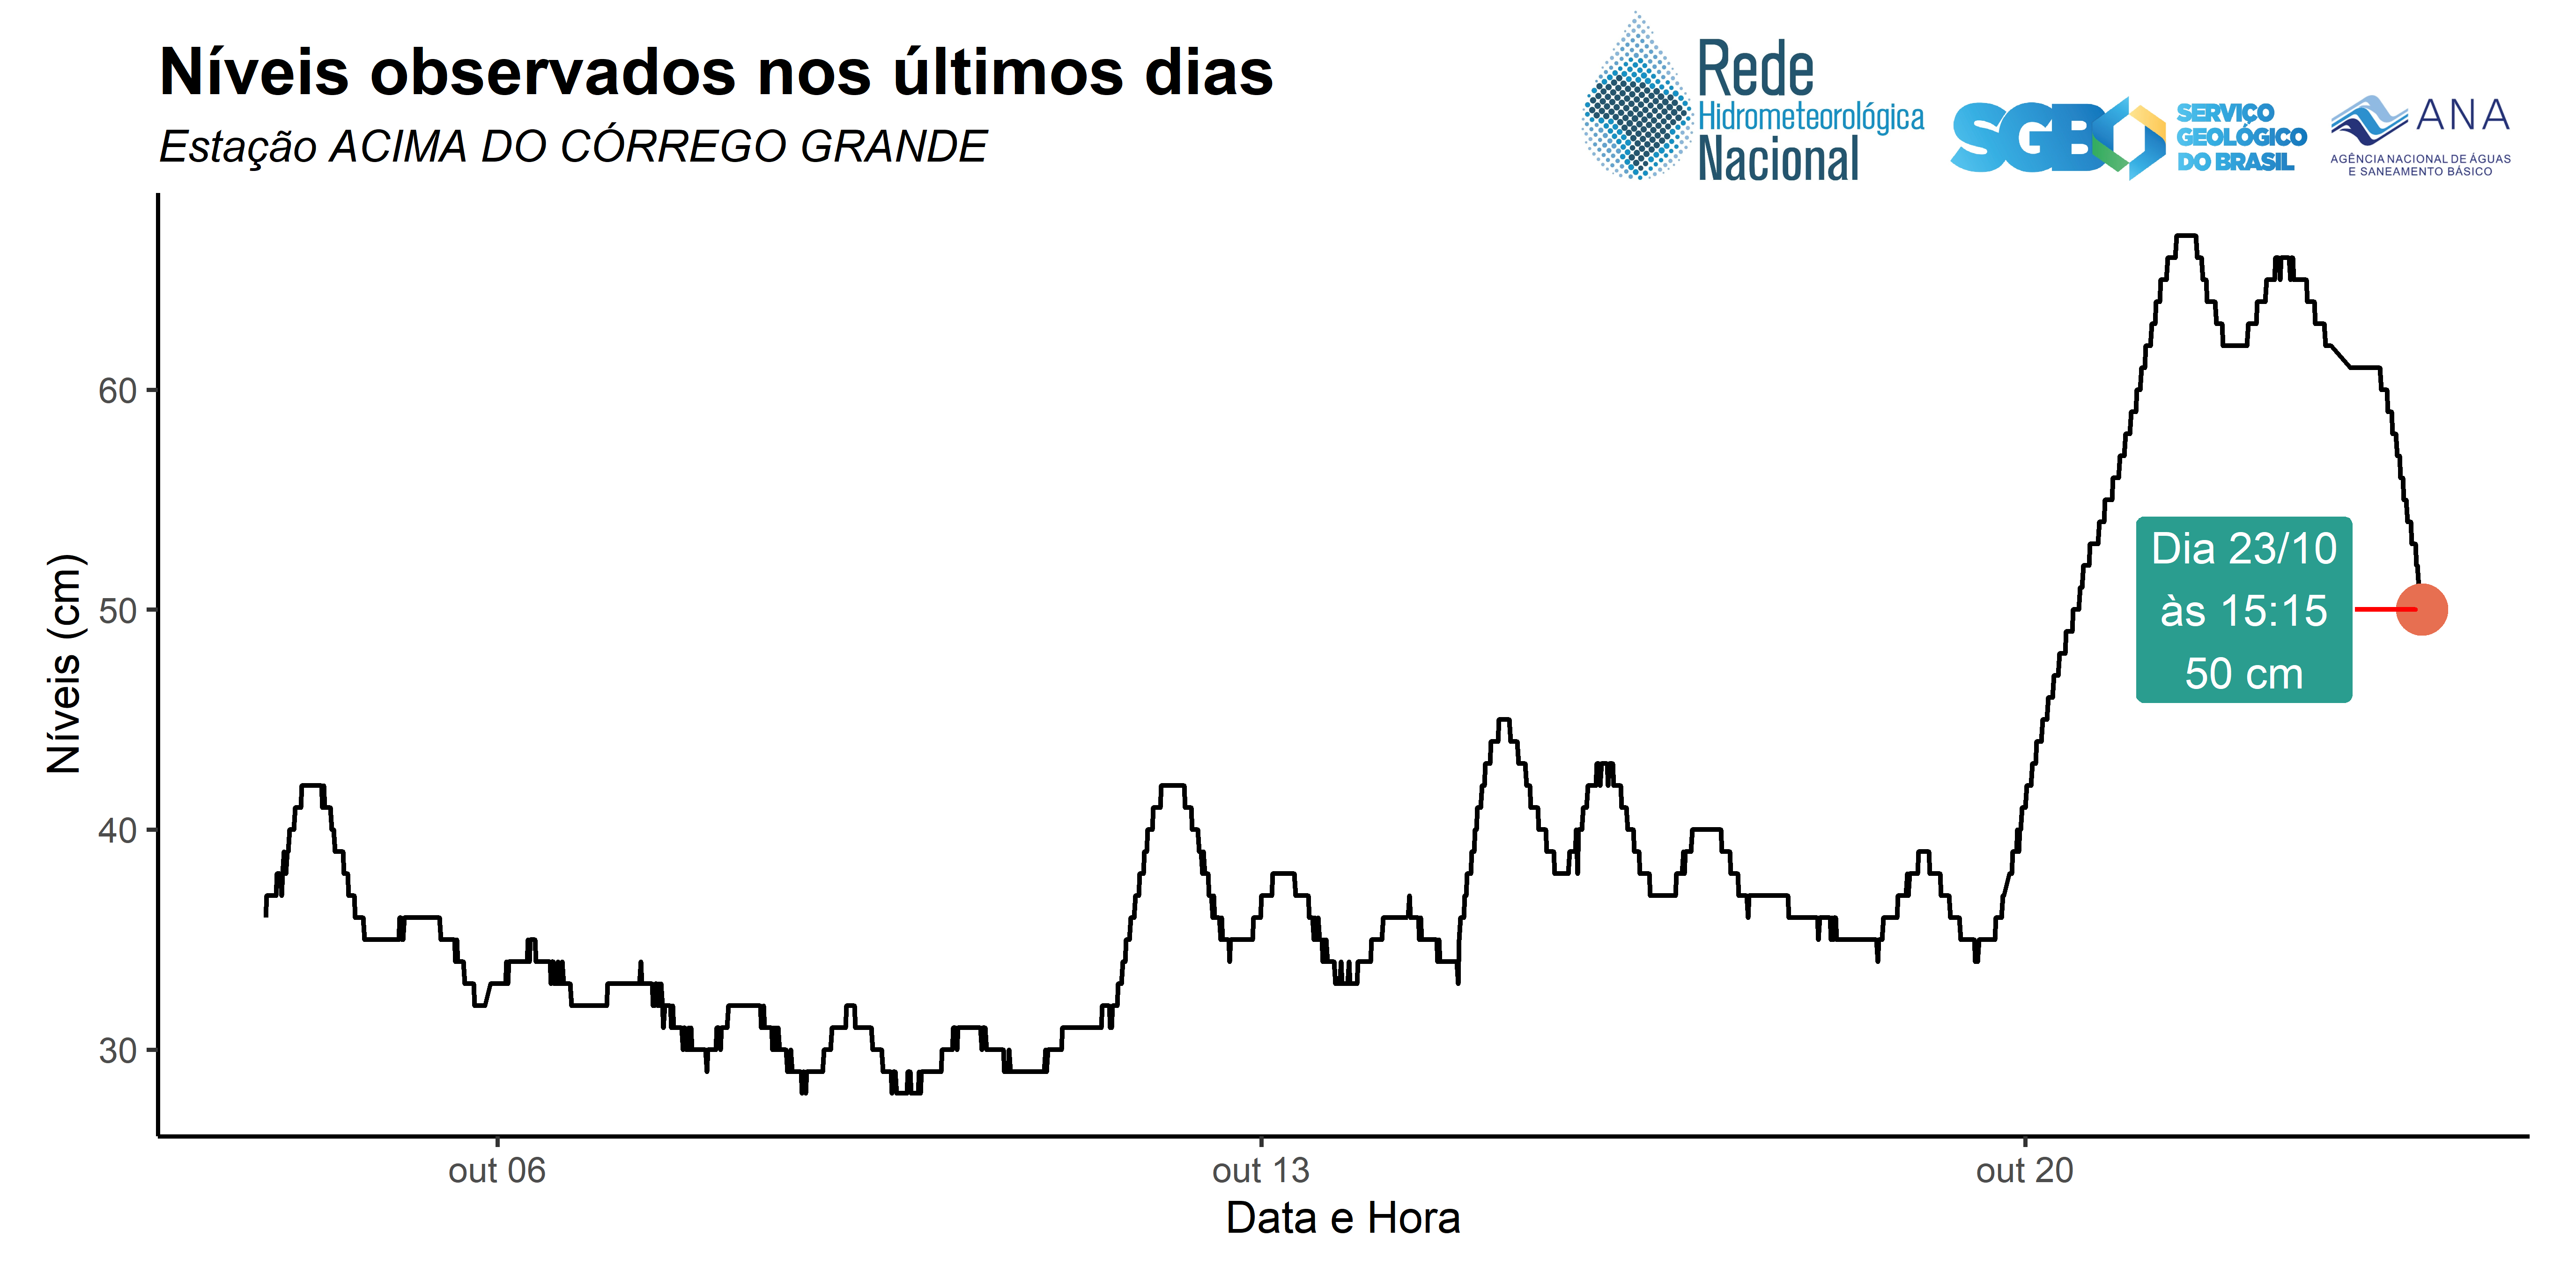 Níveis observados nos últimos dias
Estação ACIMA DO CÓRREGO GRANDE
Rede
Hidrometeorológica
Nacional
SGB
SERVIÇO
GEOLÓGICO
DO BRASIL
ANA
AGÊNCIA NACIONAL DE ÁGUAS
E SANEAMENTO BÁSICO
Níveis (cm)
60
50
40
30
Dia 23/10
às 15:15
50 cm
out 06
out 13
out 20
Data e Hora